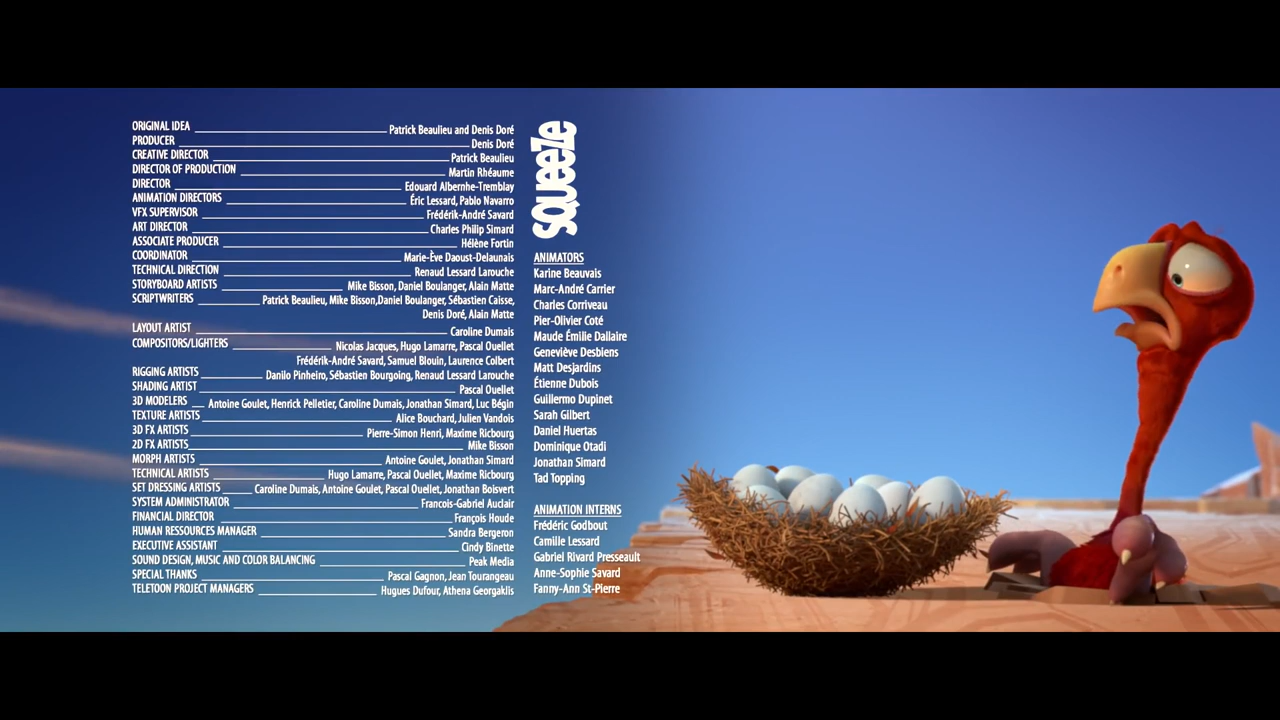 ORIGINAL IDEA Patrick Beaulieu and Denis Doré
PRODUCER Denis Doré
CREATIVE DIRECTOR Patrick Beaulieu
DIRECTOR OF PRODUCTION Martin Rhéaume
DIRECTOR Edouard Albernhe-Tremblay
ANIMATION DIRECTORS Éric Lessard, Pablo Navarro
VFX SUPERVISOR Frédérik-André Savard
ART DIRECTOR Charles Philip Simard
ASSOCIATE PRODUCER Hélène Fortin
COORDINATOR Marie-Ève Daoust-Delaunais
TECHNICAL DIRECTION Renaud Lessard Larouche
STORYBOARD ARTISTS Mike Bisson, Daniel Boulanger, Alain Matte
SCRIPTWRITERS Patrick Beaulieu, Mike Bisson,Daniel Boulanger, Sébastien Caisse,
Denis Doré, Alain Matte
LAYOUT ARTIST Caroline Dumais
COMPOSITORS/LIGHTERS Nicolas Jacques, Hugo Lamarre, Pascal Ouellet
Frédérik-André Savard, Samuel Blouin, Laurence Colbert
RIGGING ARTISTS Danilo Pinheiro, Sébastien Bourgoing, Renaud Lessard Larouche
SHADING ARTIST Pascal Ouellet
3D MODELERS Antoine Goulet, Henrick Pelletier, Caroline Dumais, Jonathan Simard, Luc Bégin
TEXTURE ARTISTS Alice Bouchard, Julien Vandois
3D FX ARTISTS Pierre-Simon Henri, Maxime Ricbourg
2D FX ARTISTS Mike Bisson
MORPH ARTISTS Antoine Goulet, Jonathan Simard
TECHNICAL ARTISTS Hugo Lamarre, Pascal Ouellet, Maxime Ricbourg
SET DRESSING ARTISTS Caroline Dumais, Antoine Goulet, Pascal Ouellet, Jonathan Boisvert
SYSTEM ADMINISTRATOR Francois-Gabriel Auclair
FINANCIAL DIRECTOR François Houde
HUMAN RESSOURCES MANAGER Sandra Bergeron
EXECUTIVE ASSISTANT Cindy Binette
SOUND DESIGN, MUSIC AND COLOR BALANCING Peak Media
SPECIAL THANKS Pascal Gagnon, Jean Tourangeau
TELETOON PROJECT MANAGERS Hugues Dufour, Athena Georgaklis
squeeze
ANIMATORS
Karine Beauvais
Marc-André Carrier
Charles Corriveau
Pier-Olivier Coté
Maude Émilie Dallaire
Geneviève Desbiens
Matt Desjardins
Étienne Dubois
Guillermo Dupinet
Sarah Gilbert
Daniel Huertas
Dominique Otadi
Jonathan Simard
Tad Topping
ANIMATION INTERNS
Frédéric Godbout
Camille Lessard
Gabriel Rivard Presseault
Anne-Sophie Savard
Fanny-Ann St-Pierre